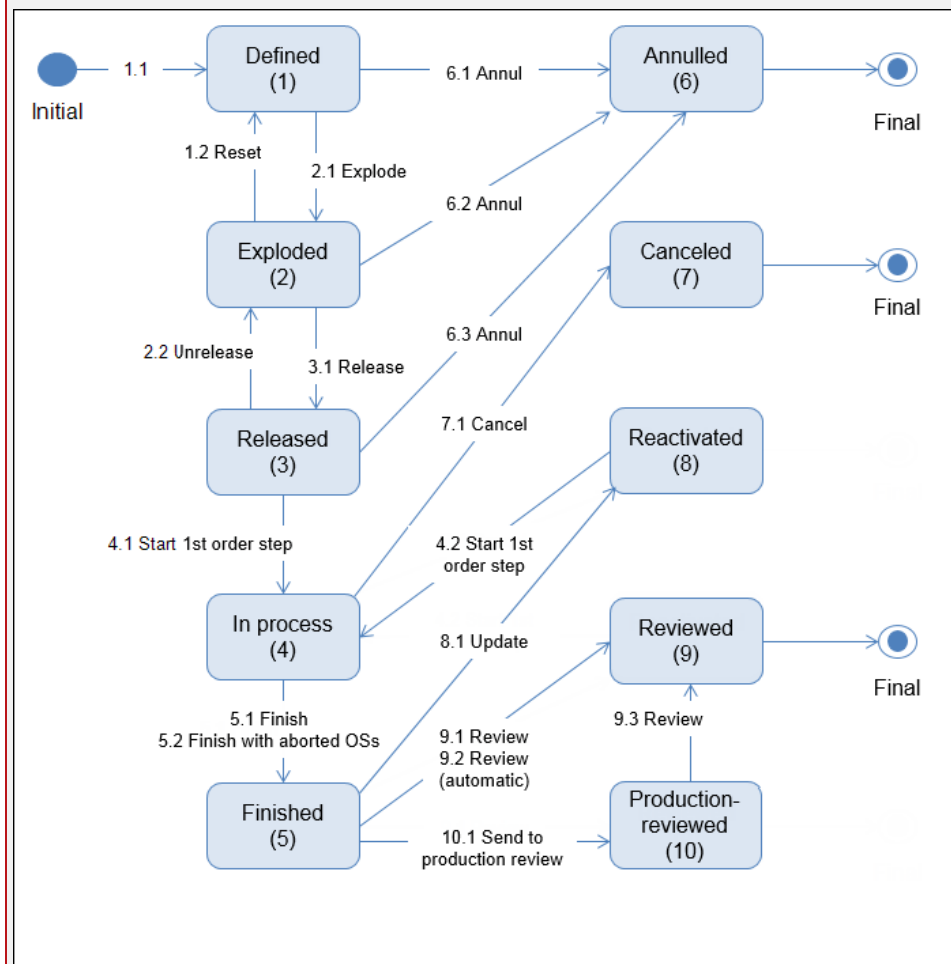 Defined
(1)
Annulled
(6)
1.1
6.1 Annul
Initial
Final
1.2 Reset
2.1 Explode
6.2 Annul
Exploded
(2)
Canceled
(7)
Final
6.3 Annul
2.2 Unrelease
3.1 Release
7.1 Cancel
Released
(3)
Reactivated
(8)
4.1 Start 1st order step
4.2 Start 1st
order step
In process
(4)
8.1 Update
Reviewed
(9)
Final
5.1 Finish
5.2 Finish with aborted OSs
9.1 Review
9.2 Review
(automatic)
9.3 Review
Finished
(5)
10.1 Send to
production review
Production-
reviewed
(10)